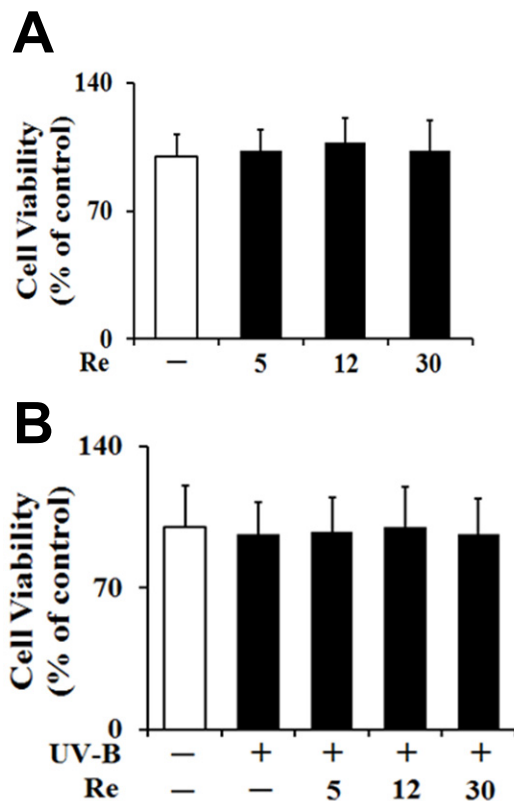 A
140
70
0
Cell Viability
(% of control)
Re — 5 12 30
B
140
70
0
Cell Viability
(% of control)
UV-B — + + + +
Re — — 5 12 30